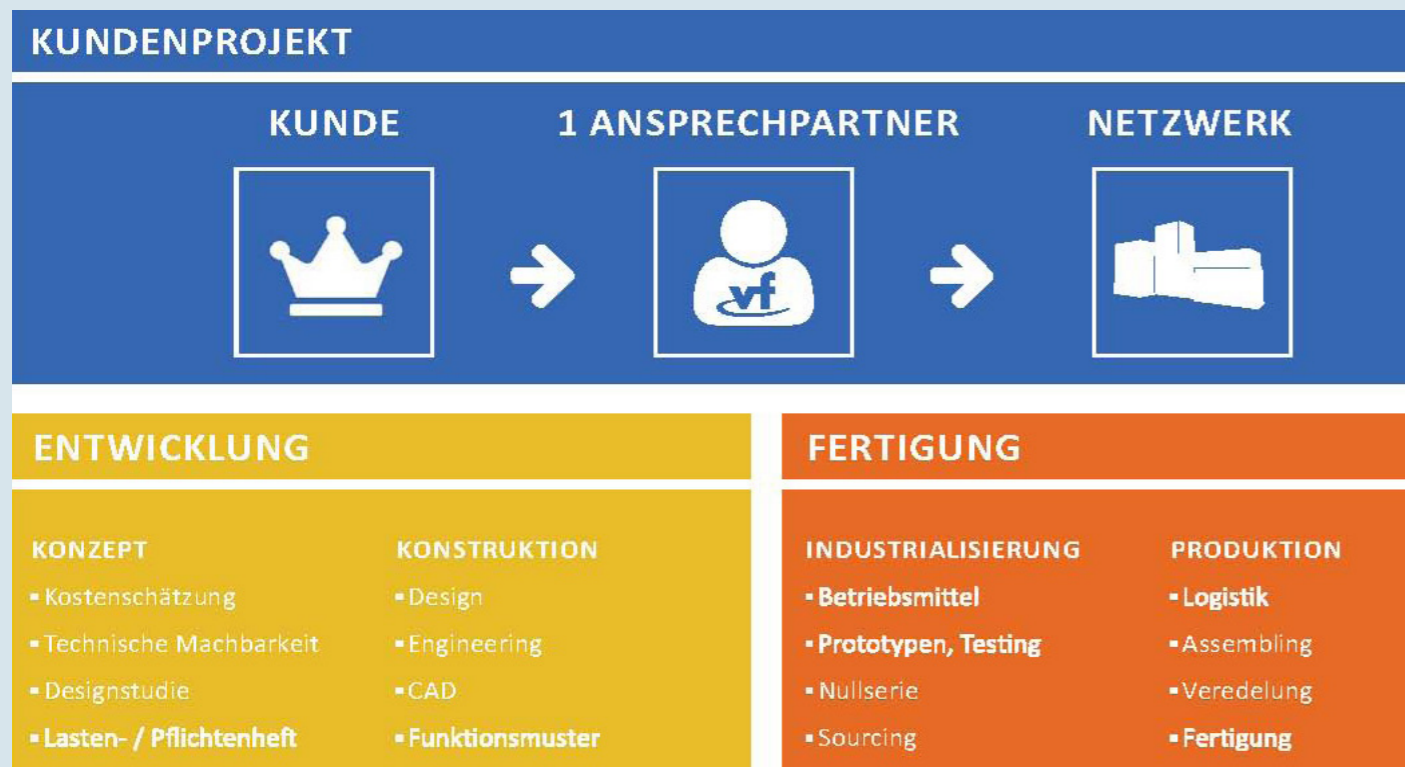 KUNDENPROJEKT
KUNDE
1 ANSPRECHPARTNER
NETZWERK
vf
ENTWICKLUNG
KONZEPT
▪ Kostenschätzung
▪ Technische Machbarkeit
▪ Designstudie
▪ Lasten- / Pflichtenheft
KONSTRUKTION
▪ Design
▪ Engineering
▪ CAD
▪ Funktionsmuster
FERTIGUNG
INDUSTRIALISIERUNG
▪ Betriebsmittel
▪ Prototypen, Testing
▪ Nullserie
▪ Sourcing
PRODUKTION
▪ Logistik
▪ Assembling
▪ Veredelung
▪ Fertigung